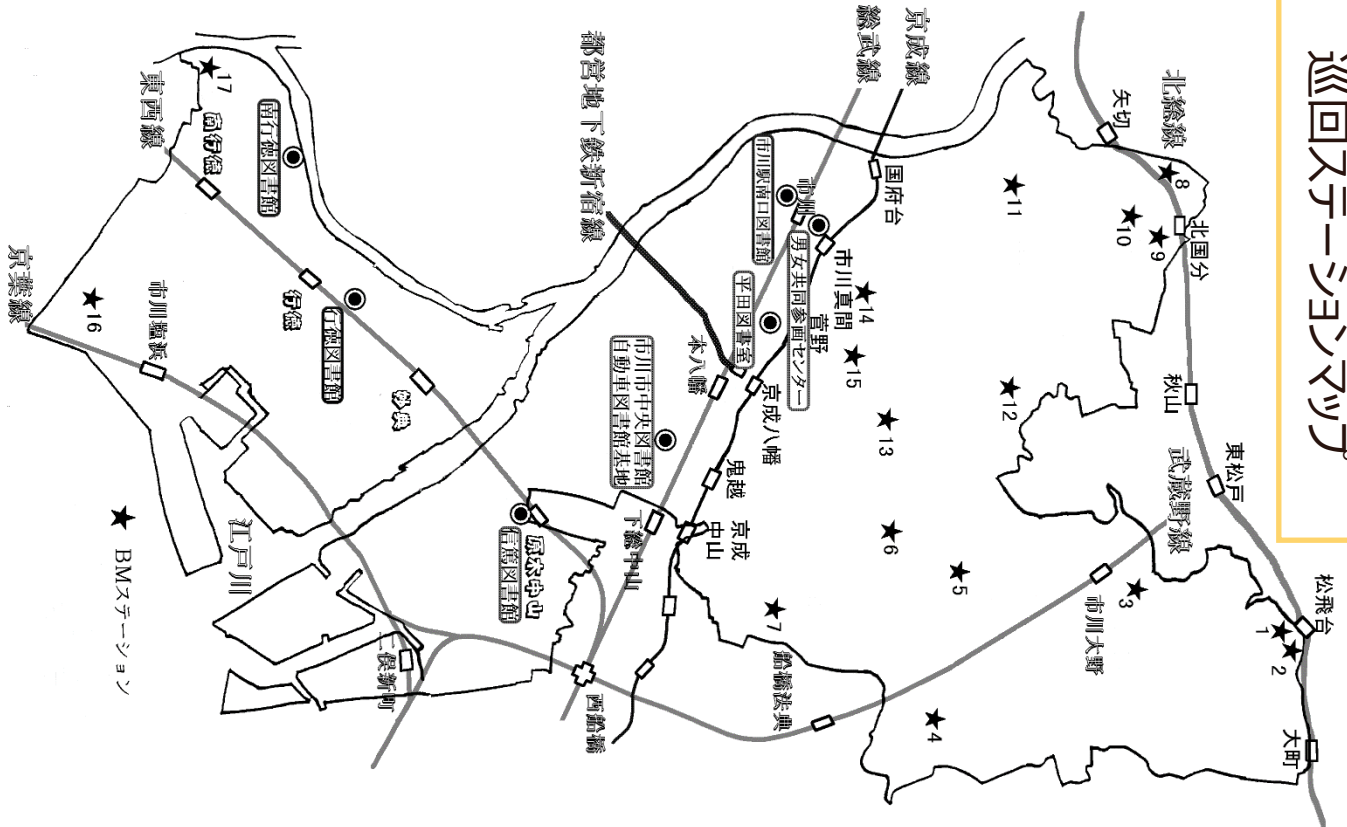 巡回ステーションマップ
北総線
矢切
8
北国分
9
10
11
秋山
12
東松戸
武蔵野線
松飛台
1
2
3
大町
市川大野
4
5
6
7
船橋法典
13
14
15
京成線
総武線
都営地下鉄新宿線
国府台
市川
市川駅南口図書館
市川真間
男女共同参画センター
菅野
平田図書室
本八幡
京成八幡
市川市中央図書館
自動車図書館基地
鬼越
下総中山
京成
中山
西船橋
原木中山
信篤図書館
二俣新町
妙典
行徳
行徳図書館
南行徳
南行徳図書館
東西線
17
16
京葉線
市川塩浜
江戸川
BMステーション